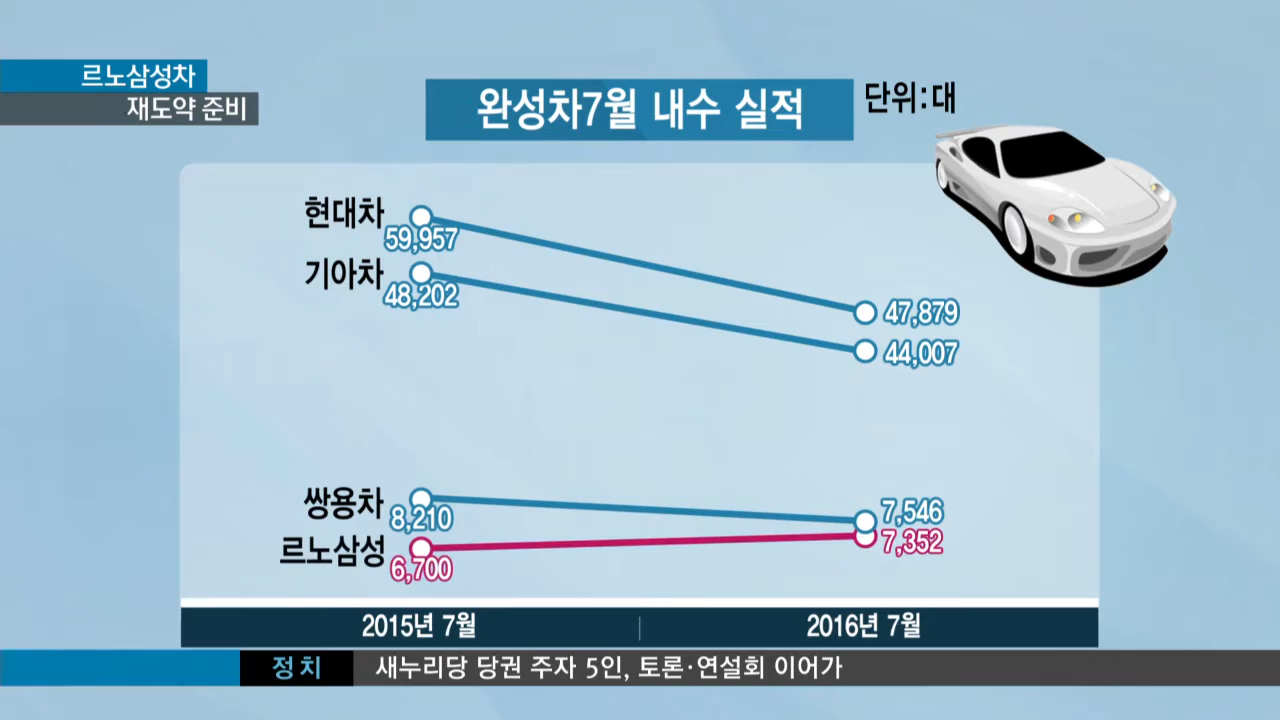 르노삼성차
재도약 준비
완성차7월 내수 실적
단위:대
현대차
59,957
47,879
기아차
48,202
44,007
쌍용차
8,210
7,546
르노삼성
6,700
7,352
2015년 7월
2016년 7월
정치
새누리당 당권 주자 5인, 토론·연설회 이어가